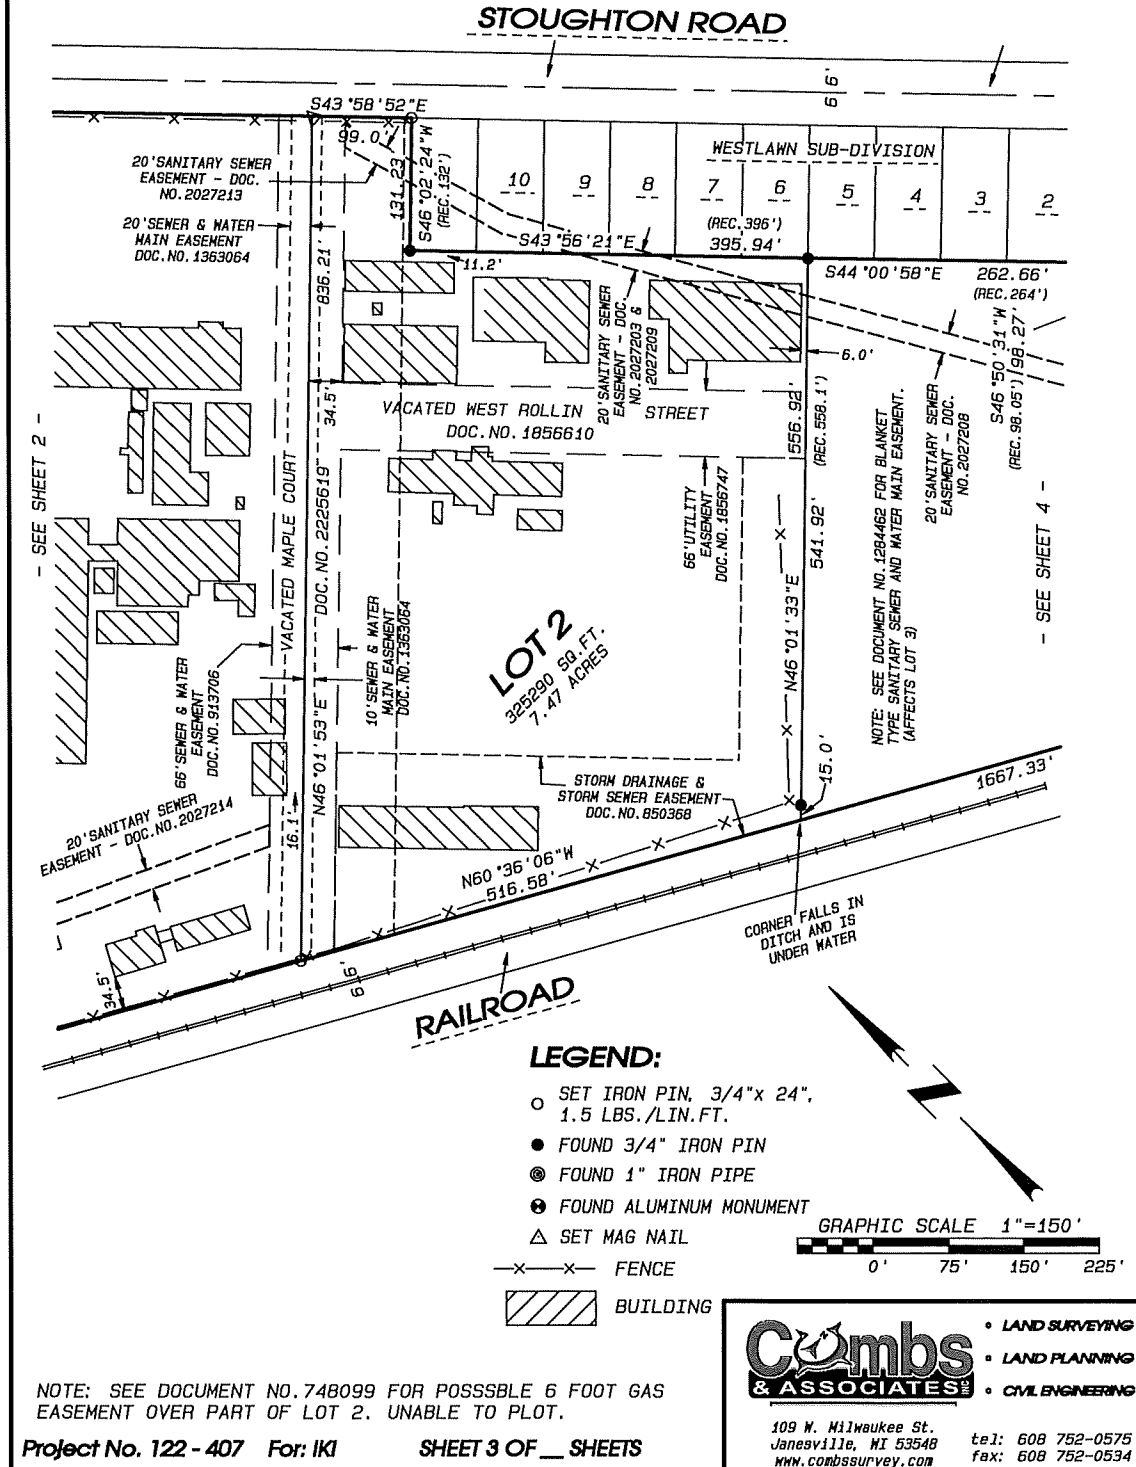 STOUGHTON ROAD
66'
S43°58'52"E
99.0'
131.23
S46°02'24"W
(REC.132')
20'SANITARY SEWER
EASEMENT - DOC.
NO.2027213
20'SEWER & WATER
MAIN EASEMENT
DOC.NO.1363064
WESTLAWN SUB-DIVISION
10
9
8
7
6
5
4
3
2
(REC.396')
S43°56'21"E
395.94'
S44°00'58"E
262.66'
(REC.264')
11.2'
836.21'
20'SANITARY SEWER
EASEMENT - DOC.
NO.2027203 &
2027209
6.0'
S46°50'31"W
198.27'
(REC.98.05')
34.5'
VACATED WEST ROLLIN STREET
DOC.NO.1856610
556.92'
(REC.558.1')
20'SANITARY SEWER
EASEMENT - DOC.
NO.2027208
- SEE SHEET 2 -
- SEE SHEET 4 -
VACATED MAPLE COURT
DOC.NO.2225619
66'UTILITY
EASEMENT
DOC.NO.1856747
541.92'
N46°01'33"E
NOTE: SEE DOCUMENT NO.1284462 FOR BLANKET
TYPE SANITARY SEWER AND WATER MAIN EASEMENT.
(AFFECTS LOT 3)
LOT 2
325290 SQ.FT.
7.47 ACRES
66'SEWER & WATER
EASEMENT
DOC.NO.913706
10'SEWER & WATER
MAIN EASEMENT
DOC.NO.1363064
N46°01'53"E
16.1'
20'SANITARY SEWER
EASEMENT - DOC.NO.2027214
STORM DRAINAGE &
STORM SEWER EASEMENT
DOC.NO.850368
15.0'
1667.33'
N60°36'06"W
516.58'
CORNER FALLS IN
DITCH AND IS
UNDER WATER
34.5'
66'
RAILROAD
LEGEND:
SET IRON PIN, 3/4"x 24",
1.5 LBS./LIN.FT.
FOUND 3/4" IRON PIN
FOUND 1" IRON PIPE
FOUND ALUMINUM MONUMENT
SET MAG NAIL
FENCE
BUILDING
GRAPHIC SCALE 1"=150'
0' 75' 150' 225'
Combs
& ASSOCIATES INC
• LAND SURVEYING
• LAND PLANNING
• CIVIL ENGINEERING
109 W. Milwaukee St.
Janesville, WI 53548
www.combssurvey.com
tel: 608 752-0575
fax: 608 752-0534
NOTE: SEE DOCUMENT NO.748099 FOR POSSSBLE 6 FOOT GAS
EASEMENT OVER PART OF LOT 2. UNABLE TO PLOT.
Project No. 122 - 407 For: IKI SHEET 3 OF __ SHEETS